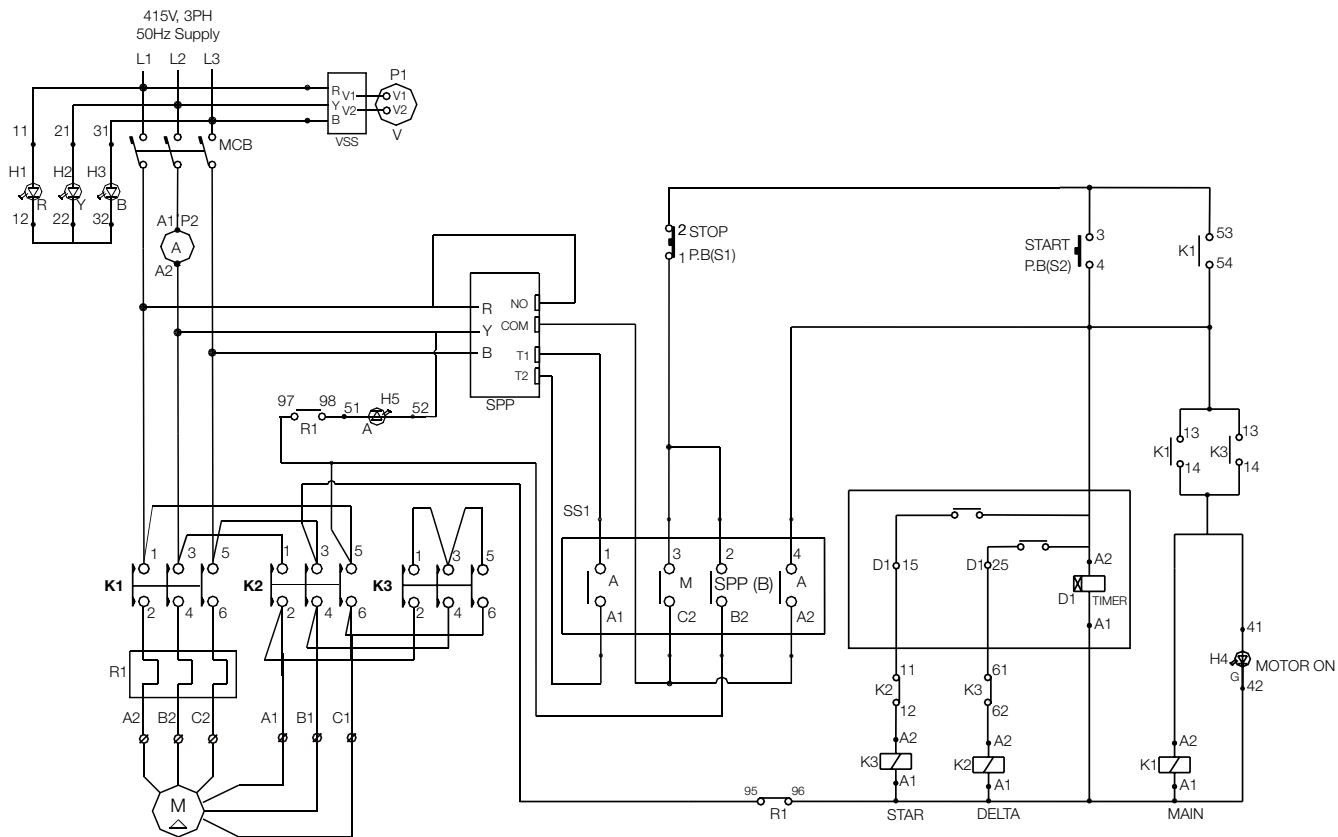 415V, 3PH
50Hz Supply
L1 L2 L3
R V1 P1 V1
Y V2 V2
B
VSS V
11 21 31 MCB
H1 H2 H3
R Y B
12 22 32
A1 P2
A
A2
2 STOP
1 P.B(S1)
START 3
P.B(S2) 4
K1 53
54
R NO
Y COM
B T1
T2
SPP
97 98 51 H5 52
R1 A
K1 13 K3 13
14 14
SS1
1 3 5 1 3 5 1 3 5
K1 K2 K3
2 4 6 2 4 6 2 4 6
1 3 2 4
A M SPP (B) A
A1 C2 B2 A2
D1 15 D1 25 A2
D1 TIMER
A1
R1
A2 B2 C2 A1 B1 C1
M
11 61
K2 K3
12 62
41
H4 MOTOR ON
G 42
A2 A2 A2
K3 K2 K1
A1 A1 A1
95 96
R1 STAR DELTA MAIN